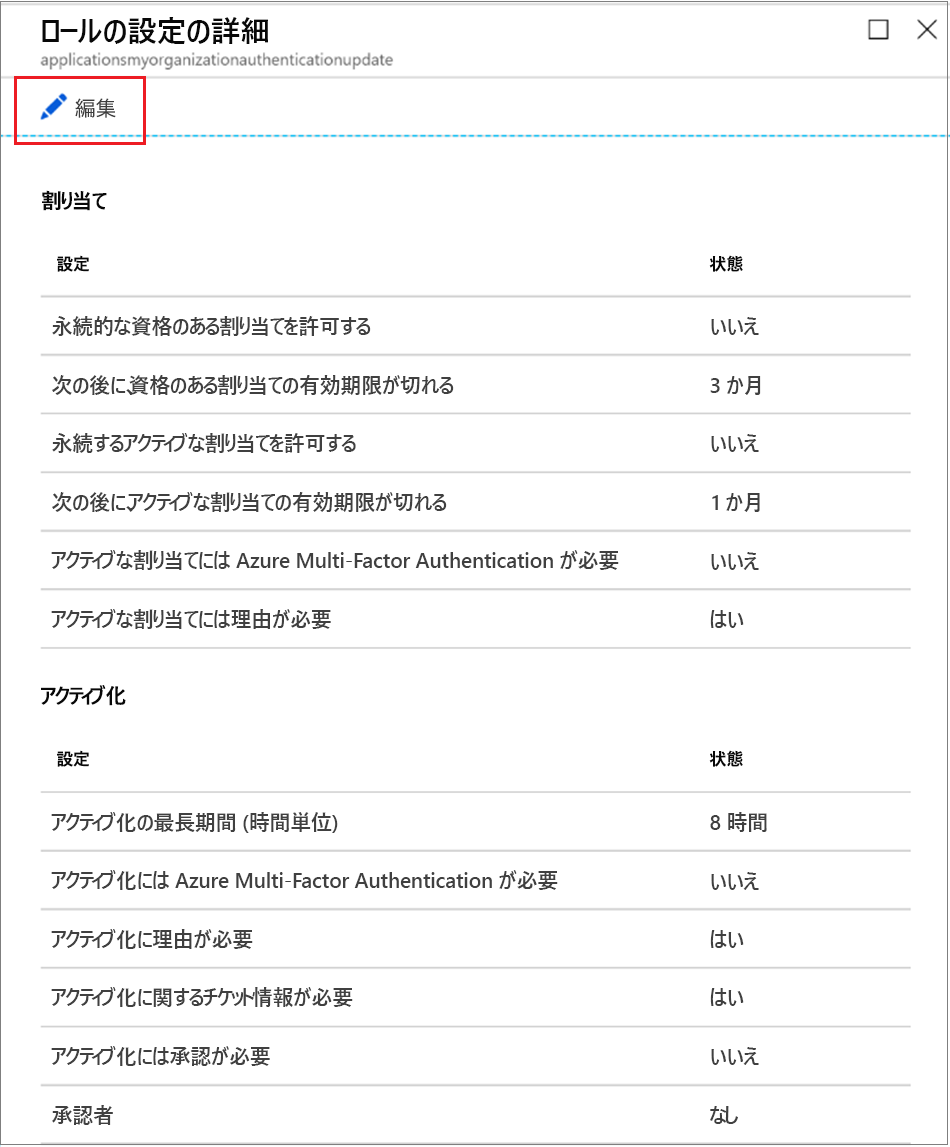 ロールの設定の詳細
applicationsmyorganizationauthenticationupdate
編集
割り当て
設定 状態
永続的な資格のある割り当てを許可する いいえ
次の後に、資格のある割り当ての有効期限が切れる 3 か月
永続するアクティブな割り当てを許可する いいえ
次の後に、アクティブな割り当ての有効期限が切れる 1 か月
アクティブな割り当てには Azure Multi-Factor Authentication が必要 いいえ
アクティブな割り当てには理由が必要 はい
アクティブ化
設定 状態
アクティブ化の最長期間 (時間単位) 8 時間
アクティブ化には Azure Multi-Factor Authentication が必要 いいえ
アクティブ化に理由が必要 はい
アクティブ化に関するチケット情報が必要 はい
アクティブ化には承認が必要 いいえ
承認者 なし